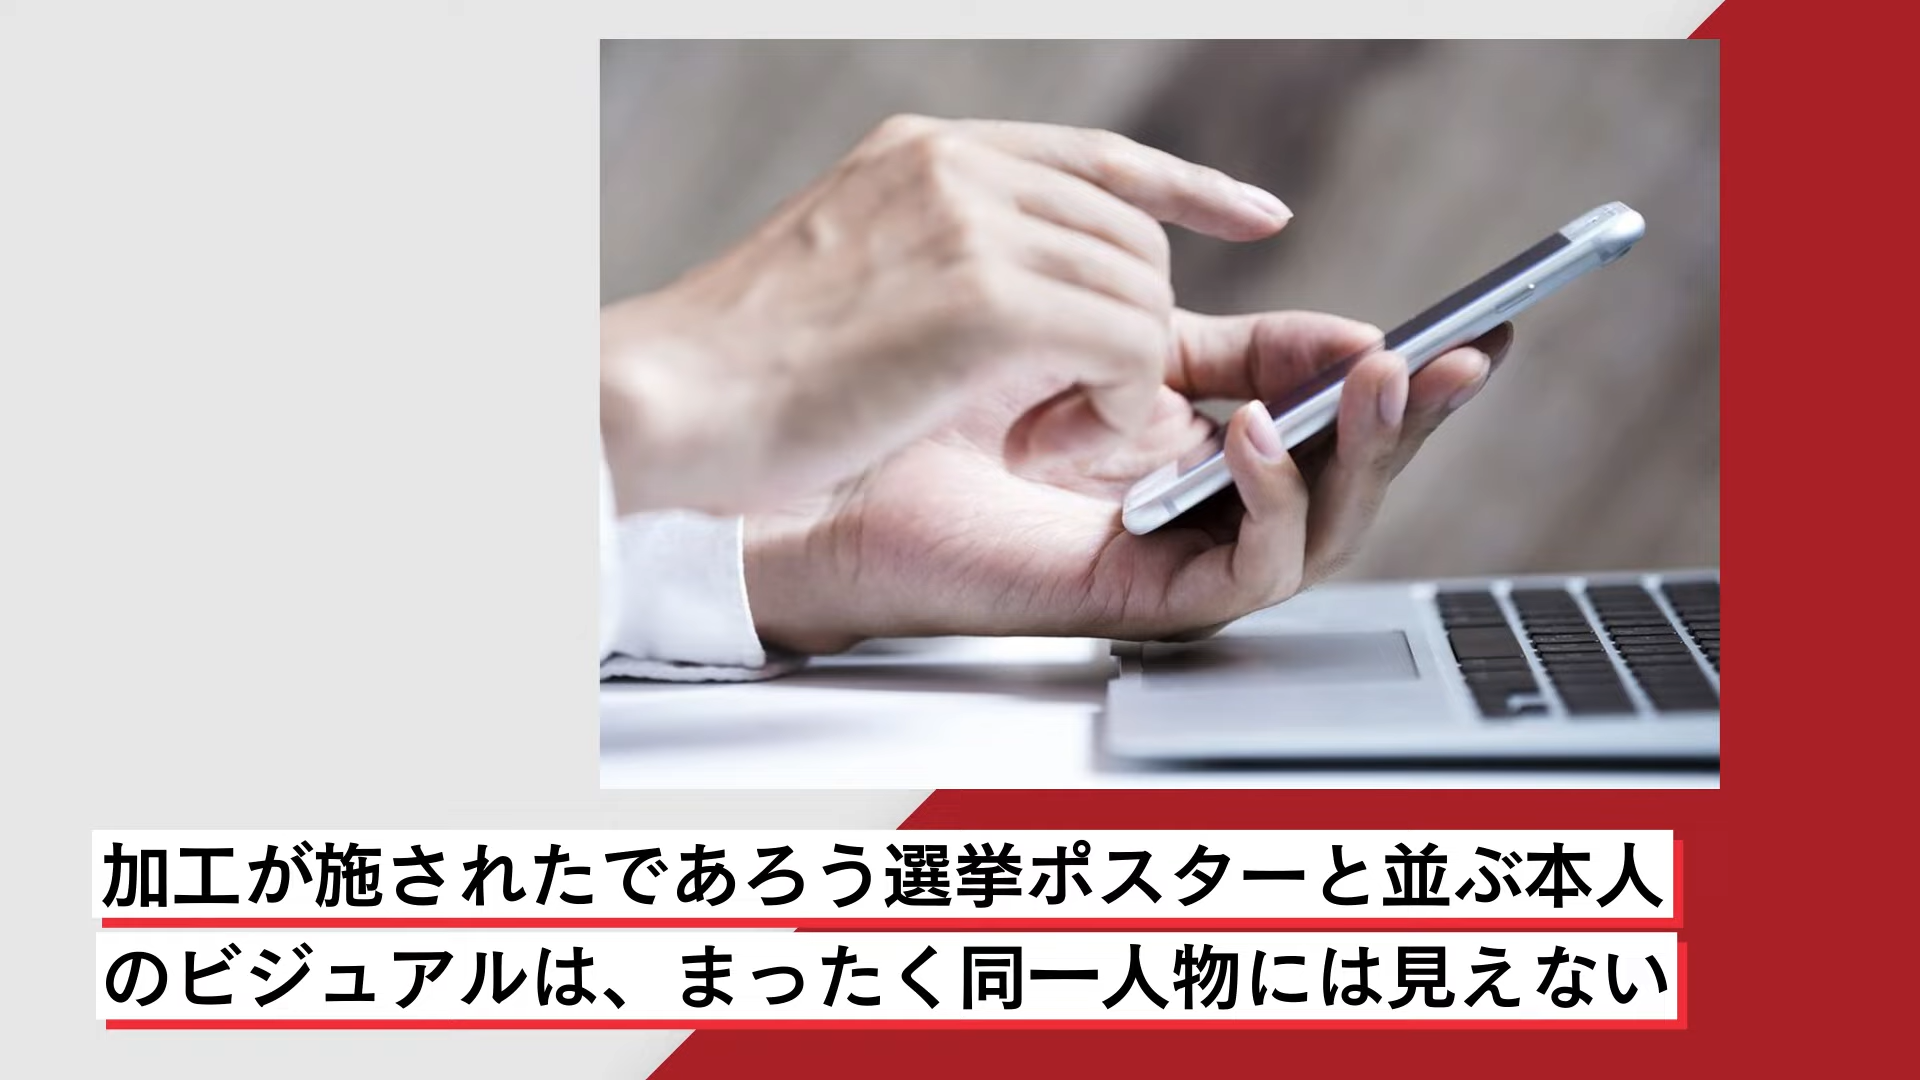 加工が施されたであろう選挙ポスターと並ぶ本人
のビジュアルは、まったく同一人物には見えない